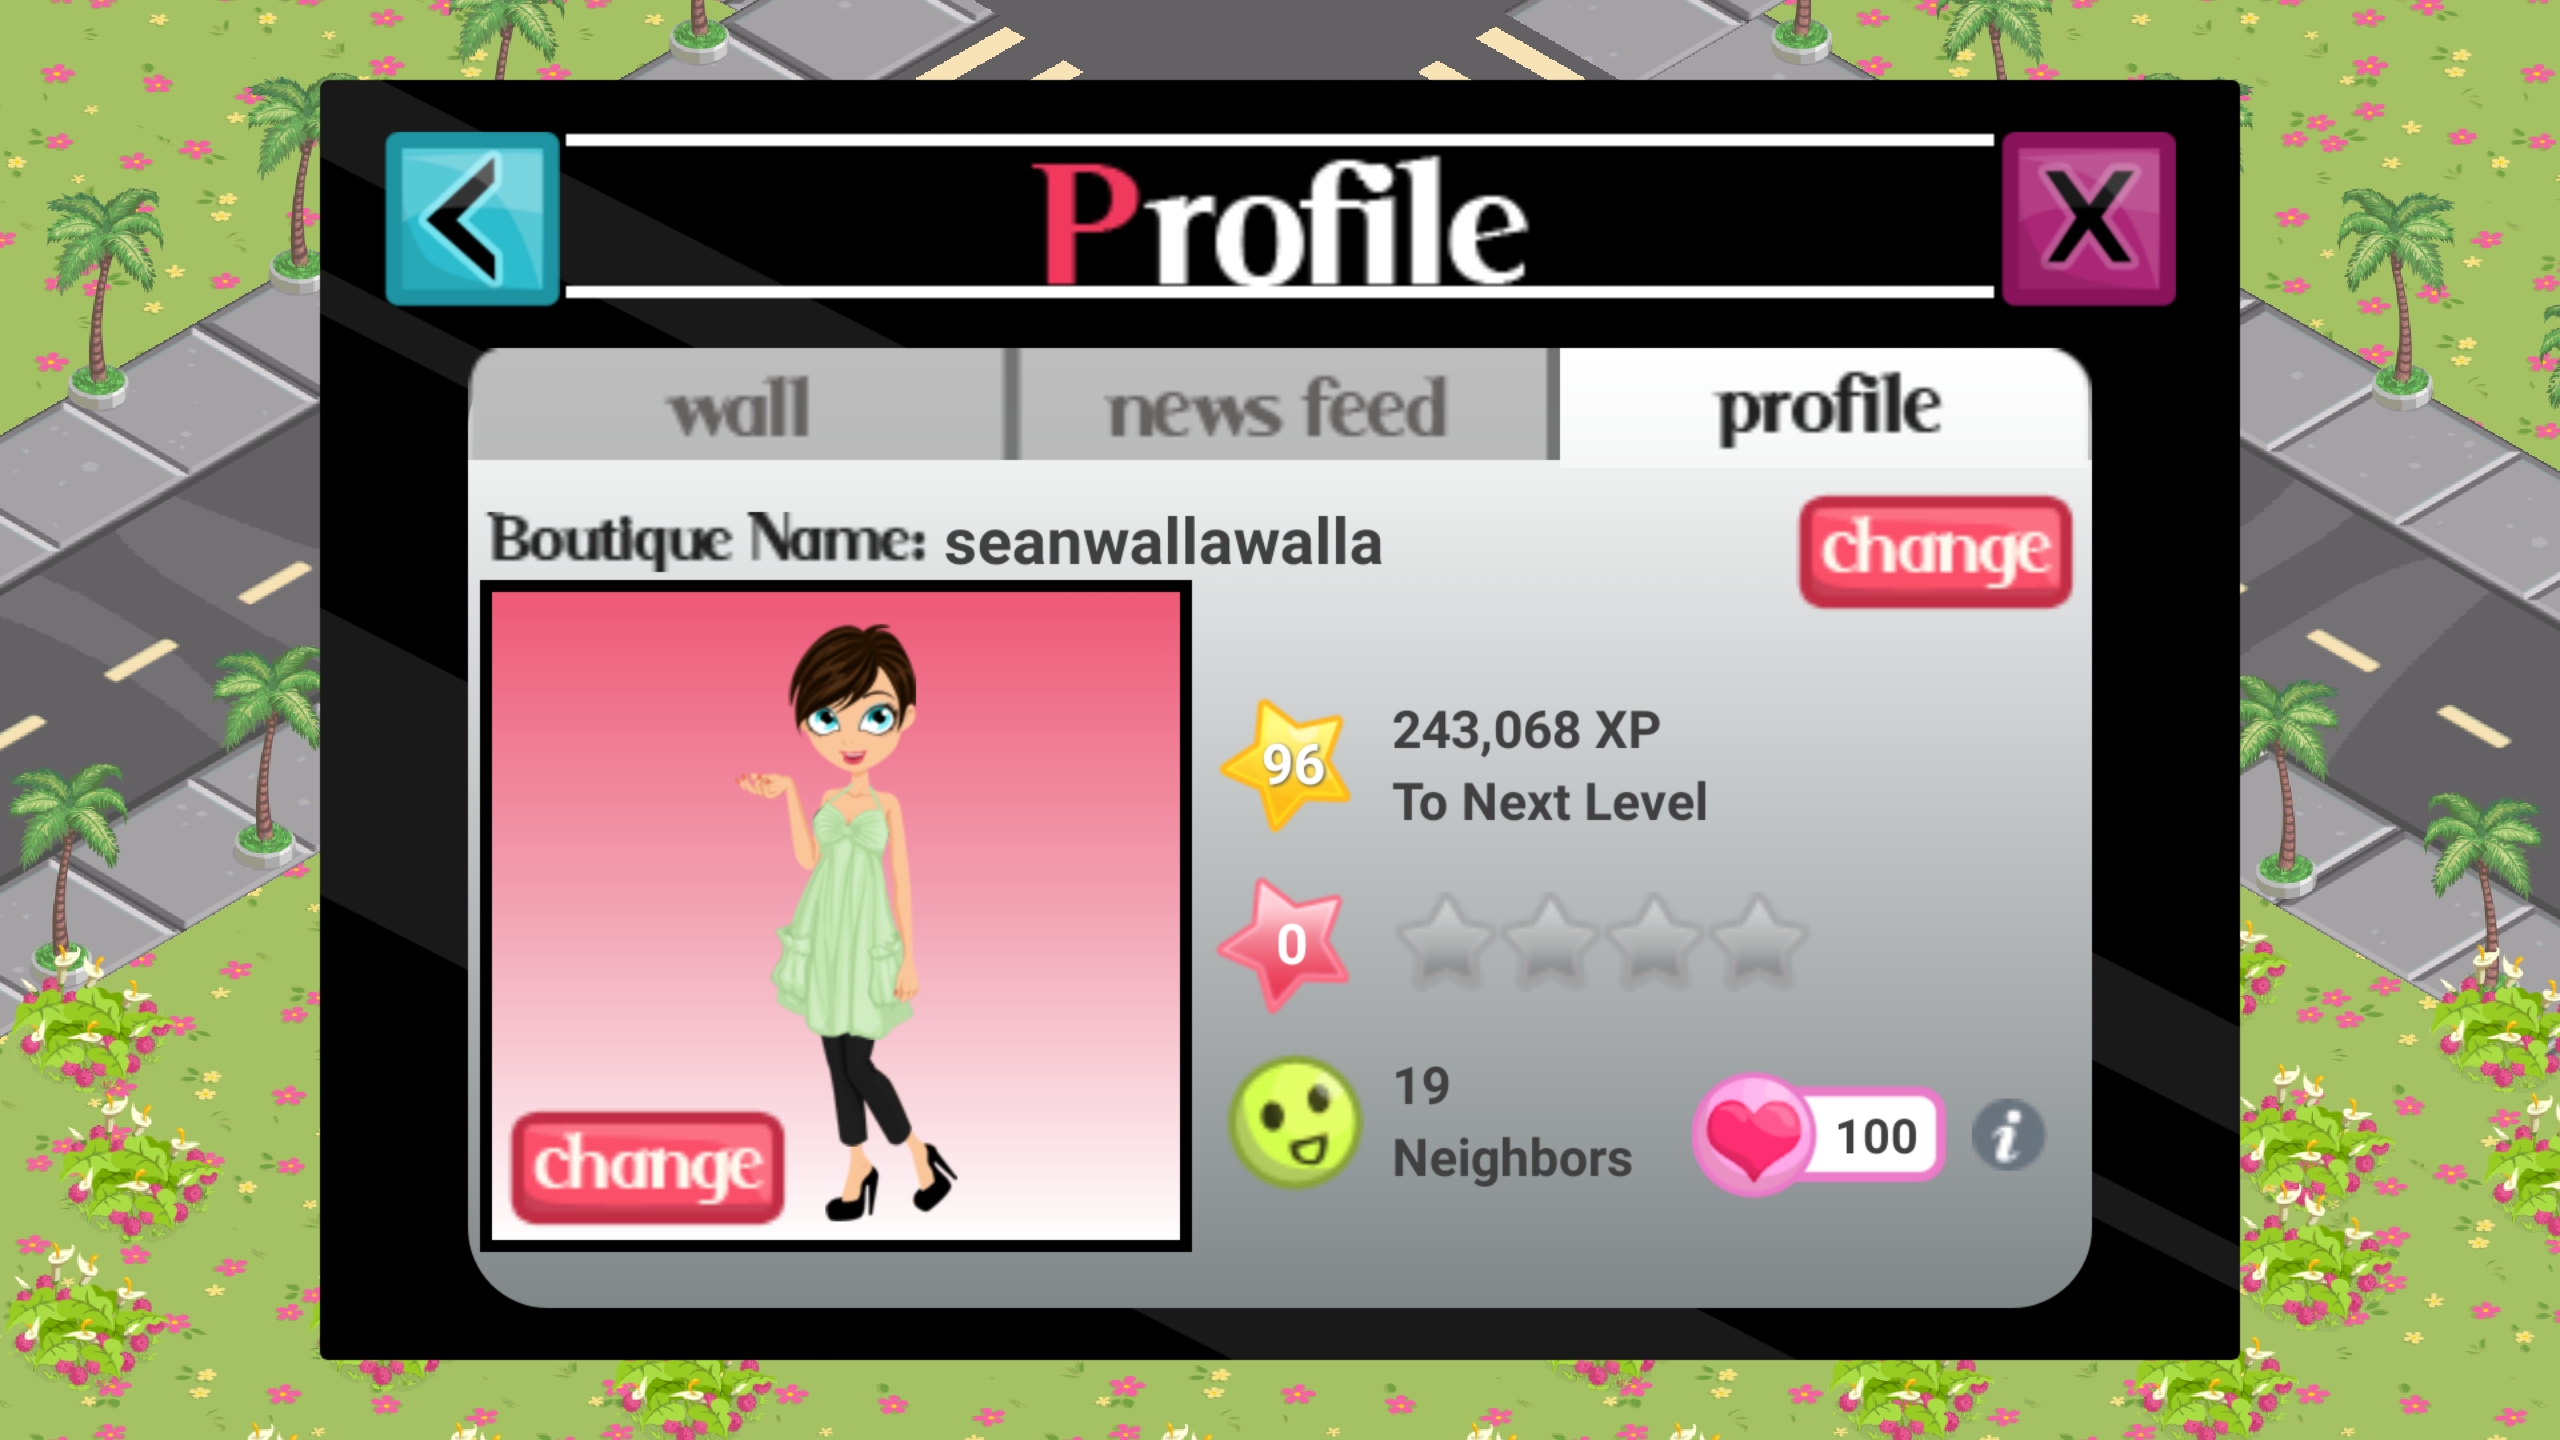 Profile
X
wall
news feed
profile
Boutique Name: seanwallawalla
change
96
243,068 XP
To Next Level
0
19
Neighbors
100
i
change